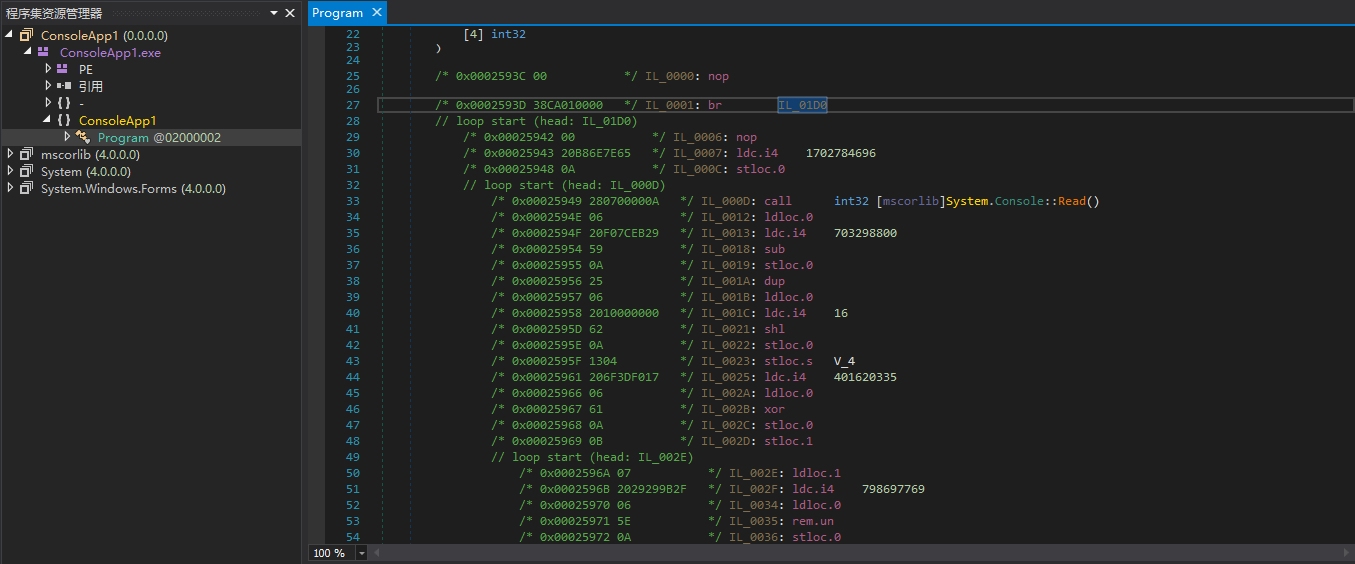 程序集资源管理器
ConsoleApp1 (0.0.0.0)
ConsoleApp1.exe
PE
引用
{ } -
{ } ConsoleApp1
Program @02000002
mscorlib (4.0.0.0)
System (4.0.0.0)
System.Windows.Forms (4.0.0.0)
Program
22 [4] int32
23 )
24
25 /* 0x0002593C 00 */ IL_0000: nop
26
27 /* 0x0002593D 38CA010000 */ IL_0001: br IL_01D0
28 // loop start (head: IL_01D0)
29 /* 0x00025942 00 */ IL_0006: nop
30 /* 0x00025943 20B86E7E65 */ IL_0007: ldc.i4 1702784696
31 /* 0x00025948 0A */ IL_000C: stloc.0
32 // loop start (head: IL_000D)
33 /* 0x00025949 280700000A */ IL_000D: call int32 [mscorlib]System.Console::Read()
34 /* 0x0002594E 06 */ IL_0012: ldloc.0
35 /* 0x0002594F 20F07CEB29 */ IL_0013: ldc.i4 703298800
36 /* 0x00025954 59 */ IL_0018: sub
37 /* 0x00025955 0A */ IL_0019: stloc.0
38 /* 0x00025956 25 */ IL_001A: dup
39 /* 0x00025957 06 */ IL_001B: ldloc.0
40 /* 0x00025958 2010000000 */ IL_001C: ldc.i4 16
41 /* 0x0002595D 62 */ IL_0021: shl
42 /* 0x0002595E 0A */ IL_0022: stloc.0
43 /* 0x0002595F 1304 */ IL_0023: stloc.s V_4
44 /* 0x00025961 206F3DF017 */ IL_0025: ldc.i4 401620335
45 /* 0x00025966 06 */ IL_002A: ldloc.0
46 /* 0x00025967 61 */ IL_002B: xor
47 /* 0x00025968 0A */ IL_002C: stloc.0
48 /* 0x00025969 0B */ IL_002D: stloc.1
49 // loop start (head: IL_002E)
50 /* 0x0002596A 07 */ IL_002E: ldloc.1
51 /* 0x0002596B 2029299B2F */ IL_002F: ldc.i4 798697769
52 /* 0x00025970 06 */ IL_0034: ldloc.0
53 /* 0x00025971 5E */ IL_0035: rem.un
54 /* 0x00025972 0A */ IL_0036: stloc.0
100 %